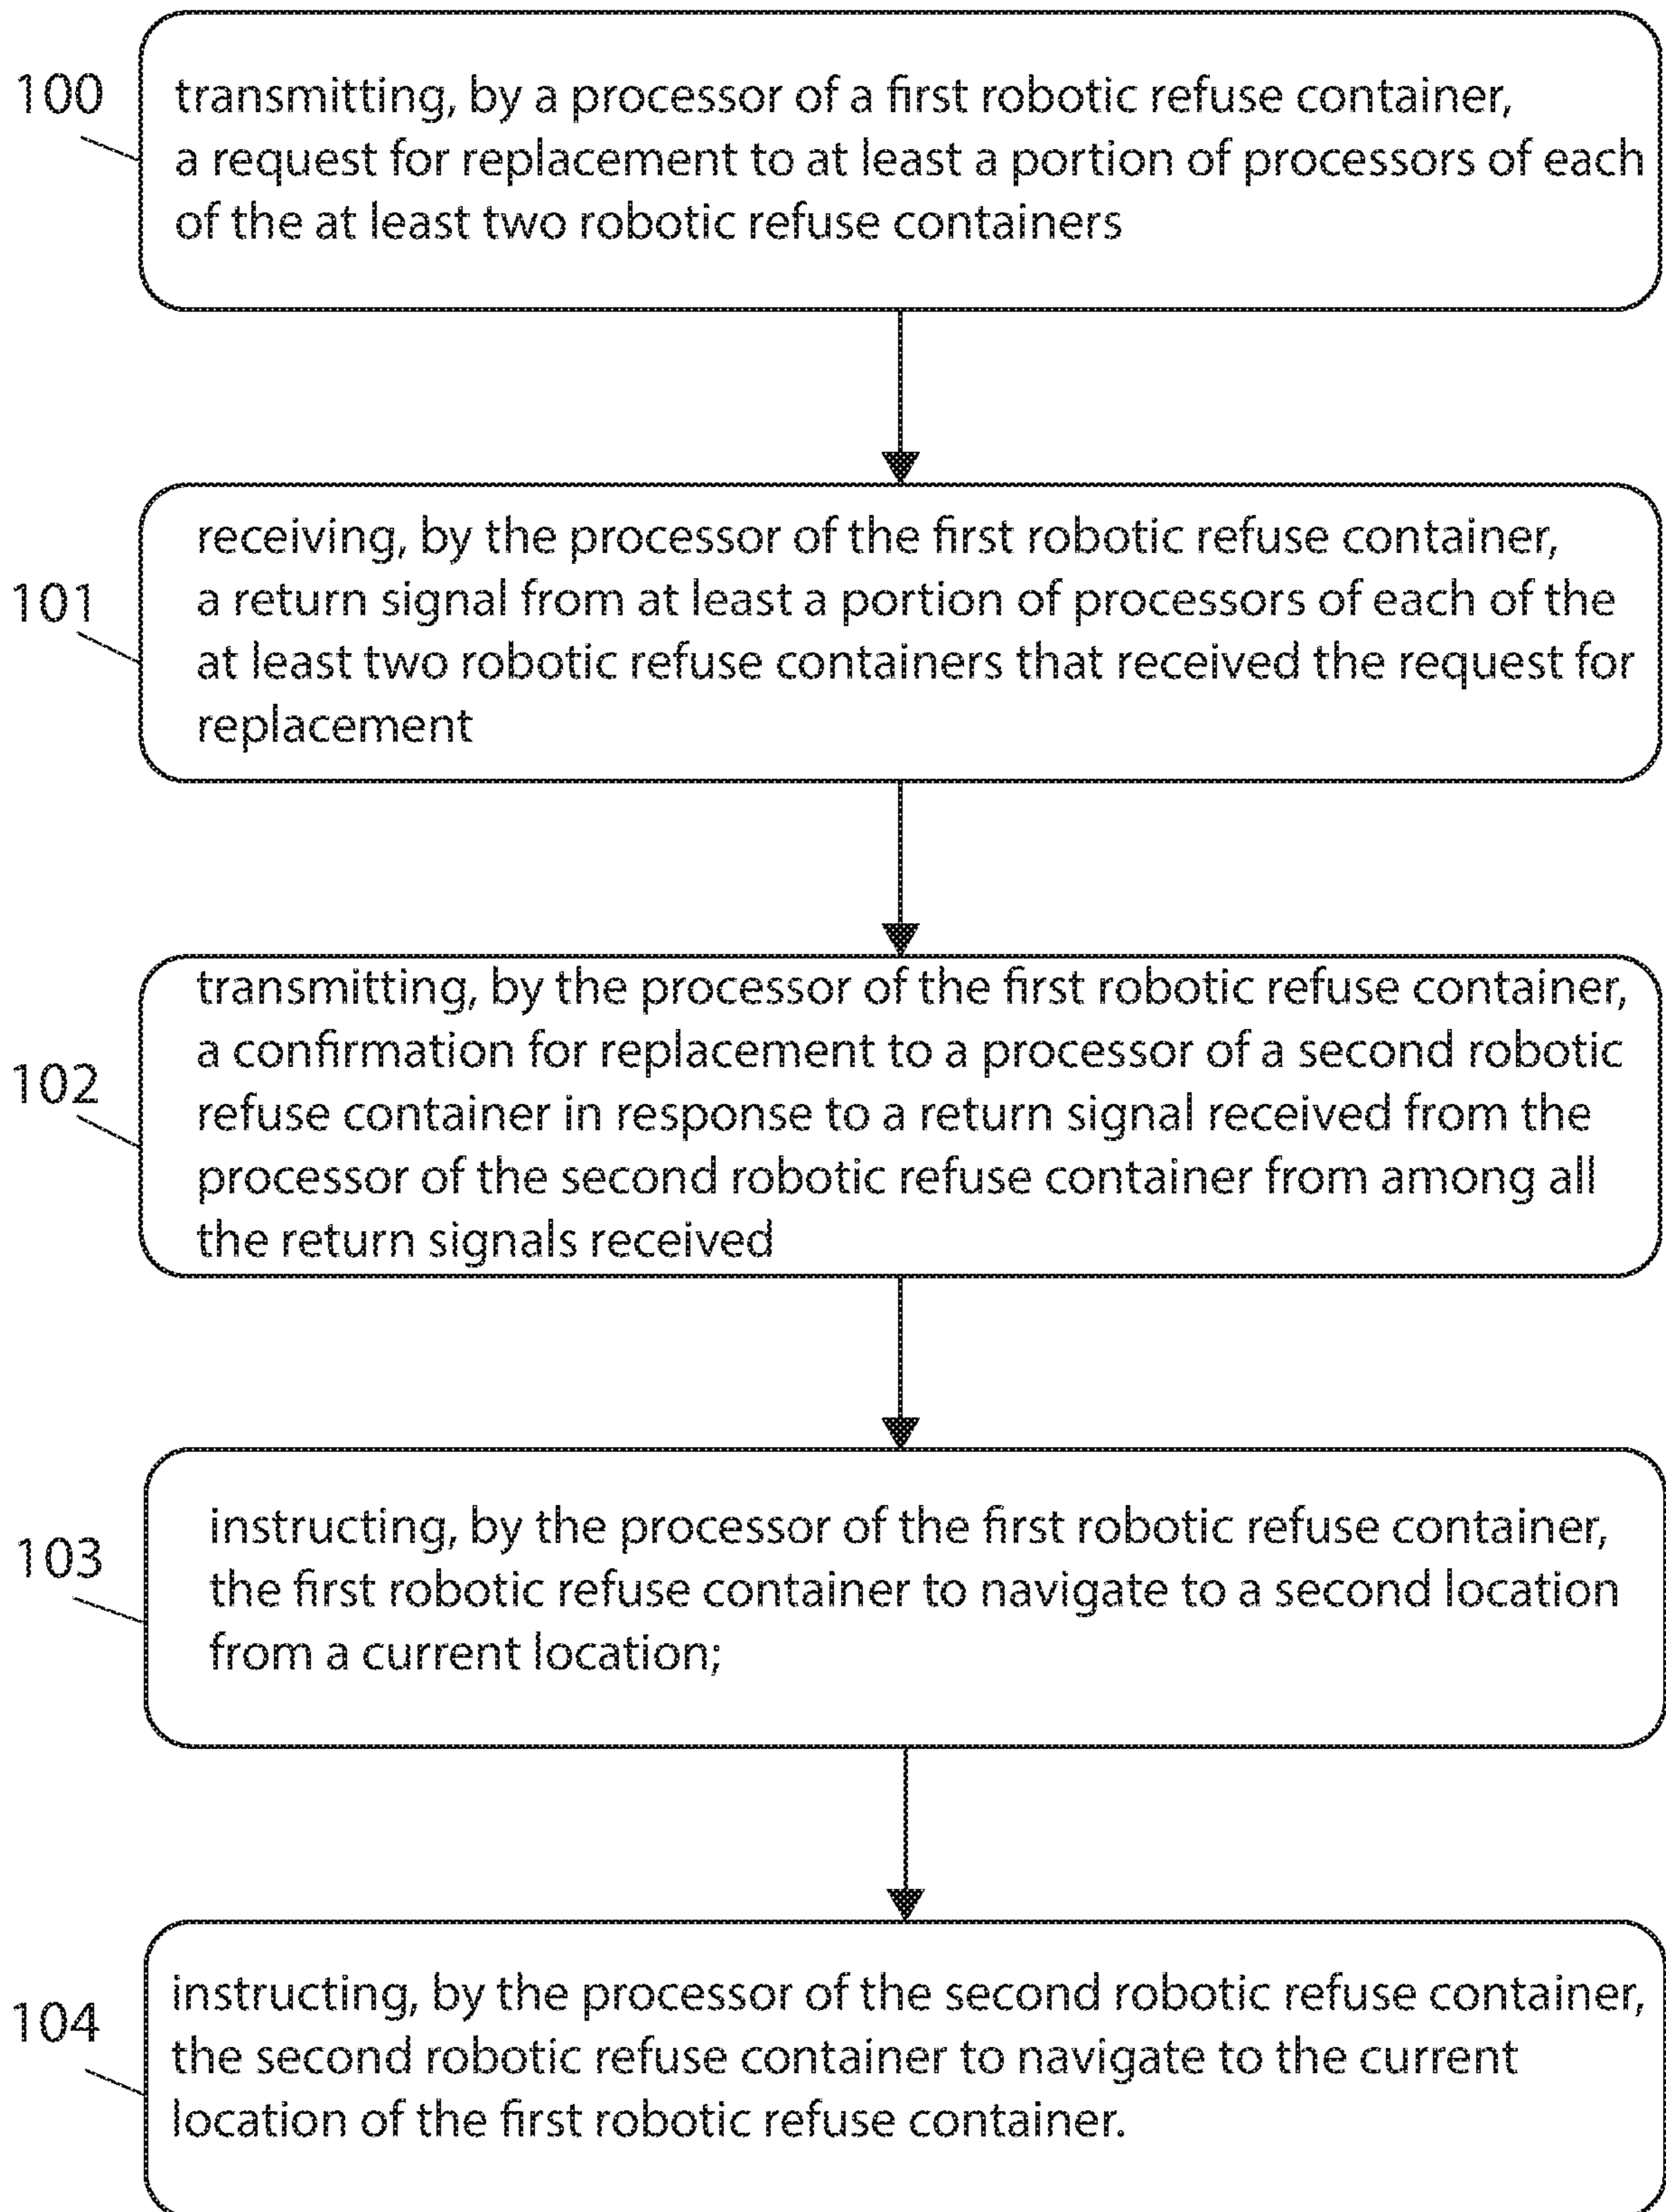 100
transmitting, by a processor of a first robotic refuse container,
a request for replacement to at least a portion of processors of each
of the at least two robotic refuse containers
101
receiving, by the processor of the first robotic refuse container,
a return signal from at least a portion of processors of each of the
at least two robotic refuse containers that received the request for
replacement
102
transmitting, by the processor of the first robotic refuse container,
a confirmation for replacement to a processor of a second robotic
refuse container in response to a return signal received from the
processor of the second robotic refuse container from among all
the return signals received
103
instructing, by the processor of the first robotic refuse container,
the first robotic refuse container to navigate to a second location
from a current location;
104
instructing, by the processor of the second robotic refuse container,
the second robotic refuse container to navigate to the current
location of the first robotic refuse container.